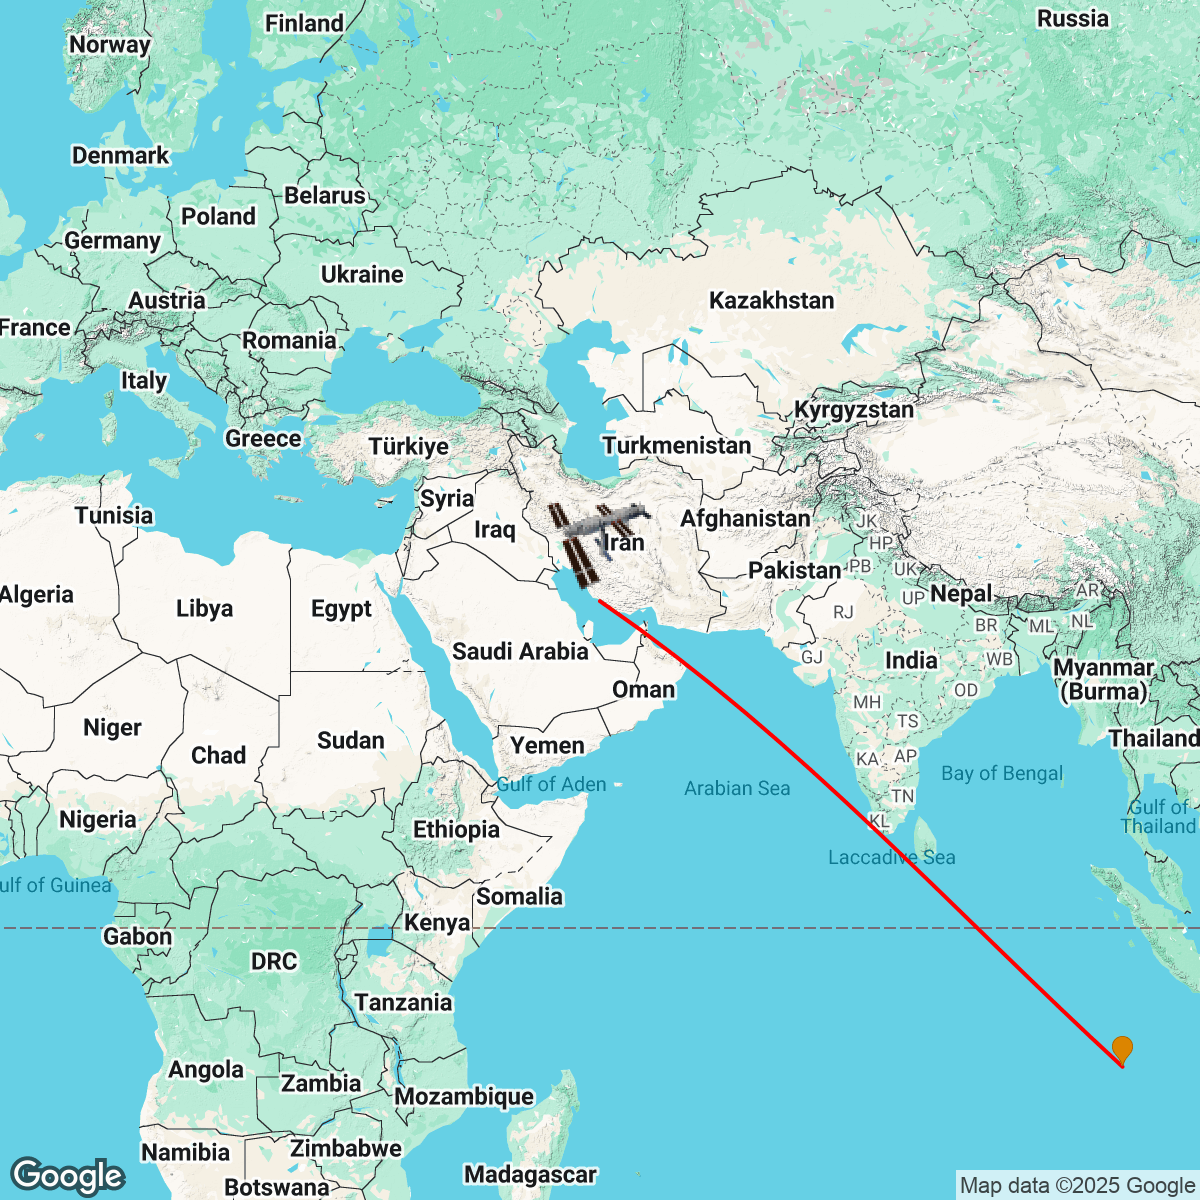 Finland
Russia
Norway
Denmark
Belarus
Poland
Germany
Ukraine
Austria
Kazakhstan
France
Romania
Italy
Kyrgyzstan
Greece
Türkiye
Turkmenistan
Syria
Tunisia
Iraq
Afghanistan
JK
Iran
HP
Pakistan
PB
UK
Algeria
Libya
Egypt
UP
Nepal
AR
RJ
BR
ML
NL
Saudi Arabia
GJ
India
WB
Myanmar
(Burma)
Oman
OD
MH
TS
Niger
Chad
Sudan
Yemen
Thailand
KA
AP
Gulf of Aden
Arabian Sea
Bay of Bengal
TN
Nigeria
Ethiopia
KL
Gulf of
Thailand
Laccadive Sea
ulf of Guinea
Somalia
Kenya
Gabon
DRC
Tanzania
Angola
Zambia
Mozambique
Namibia
Zimbabwe
Madagascar
Botswana
Google
Map data ©2025 Google